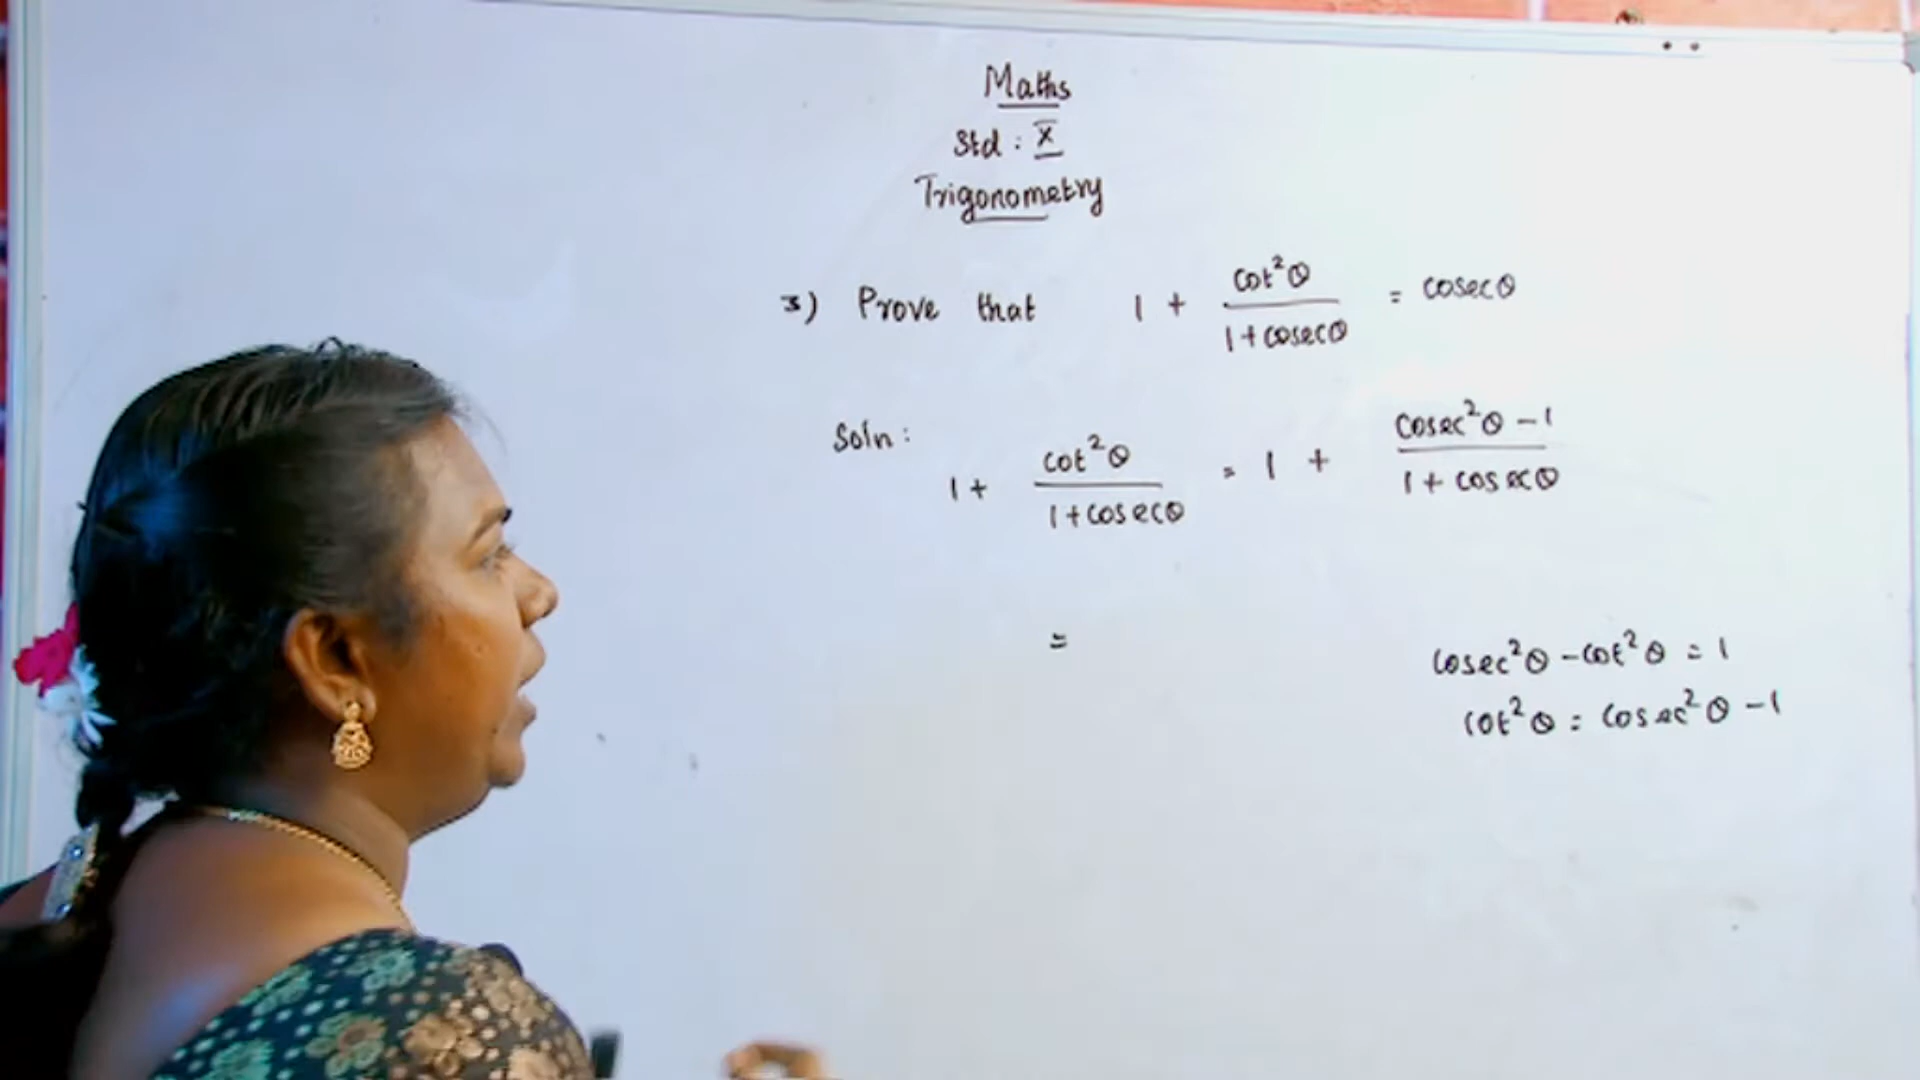 Maths
Std : X
Trigonometry
3) Prove that 1 + cot²θ / 1 + cosecθ = cosecθ
Soln :
1 + cot²θ / 1 + cosecθ = 1 + cosec²θ - 1 / 1 + cosecθ
=
cosec²θ - cot²θ = 1
cot²θ = cosec²θ - 1